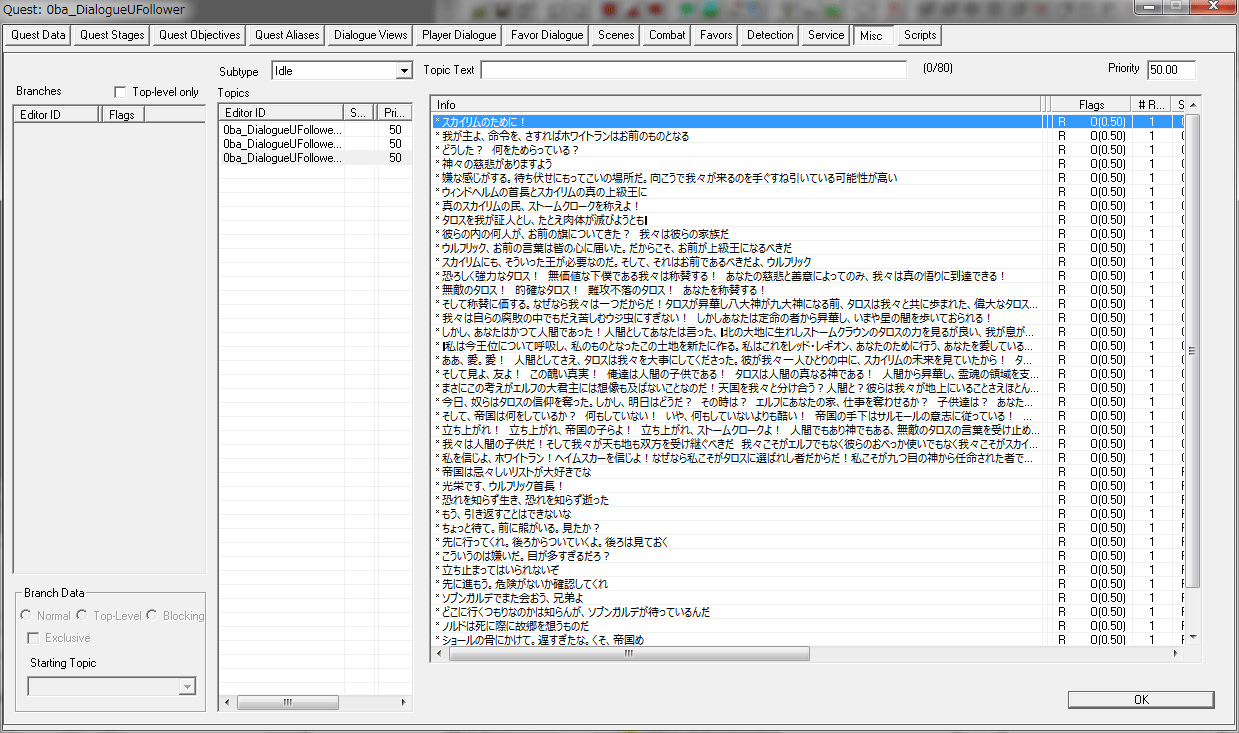 Quest: 0ba_DialogueUFollower
Quest Data Quest Stages Quest Objectives Quest Aliases Dialogue Views Player Dialogue Favor Dialogue Scenes Combat Favors Detection Service Misc Scripts
Subtype Idle Topic Text (0/80) Priority 50.00
Branches Top-level only Topics
Editor ID Flags
Editor ID S... Pri...
0ba_DialogueUFollowe... 50
0ba_DialogueUFollowe... 50
0ba_DialogueUFollowe... 50
Info Flags # R... S
* スカイリムのために! R 0(0.50) 1
* 我が主よ、命令を、さすればホワイトランはお前のものとなる R 0(0.50) 1
* どうした? 何をためらっている? R 0(0.50) 1
* 神々の慈悲がありますよう R 0(0.50) 1
* 嫌な感じがする。待ち伏せにもってこいの場所だ。向こうで我々が来るのを手ぐすね引いている可能性が高い R 0(0.50) 1
* ウィンドヘルムの首長とスカイリムの真の上級王に R 0(0.50) 1
* 真のスカイリムの民、ストームクロークを称えよ! R 0(0.50) 1
* タロスを我が証人とし、たとえ肉体が滅びようとも R 0(0.50) 1
* 彼らの内の何人が、お前の旗についてきた? 我々は彼らの家族だ R 0(0.50) 1
* ウルフリック、お前の言葉は皆の心に届いた。だからこそ、お前が上級王になるべきだ R 0(0.50) 1
* スカイリムにも、そういった王が必要なのだ。そして、それはお前であるべきだよ、ウルフリック R 0(0.50) 1
* 恐ろしく強力なタロス! 無価値な下僕である我々は称賛する! あなたの慈悲と善意によってのみ、我々は真の悟りに到達できる! R 0(0.50) 1
* 無敵のタロス! 的確なタロス! 難攻不落のタロス! あなたを称賛する! R 0(0.50) 1
* そして称賛に価する。なぜなら我々は一つだからだ!タロスが昇華し八大神が九大神になる前、タロスは我々と共に歩まれた、偉大なタロス... R 0(0.50) 1
* 我々は自らの腐敗の中でもだえ苦しむウジ虫にすぎない! しかしあなたは定命の者から昇華し、いまや星の間を歩いておられる! R 0(0.50) 1
* しかし、あなたはかつて人間であった!人間としてあなたは言った、北の大地に生れしストームクラウンのタロスの力を見るが良い、我が息が... R 0(0.50) 1
* 私は今王位について呼吸し、私のものとなったこの土地を新たに作る。私はこれをレッド・レギオン、あなたのために行う、あなたを愛している... R 0(0.50) 1
* ああ、愛。愛! 人間としてさえ、タロスは我々を大事にしてくださった。彼が我々一人ひとりの中に、スカイリムの未来を見ていたから! タ... R 0(0.50) 1
* そして見よ、友よ! この醜い真実! 俺達は人間の子供である! タロスは人間の真なる神である! 人間から昇華し、霊魂の領域を支... R 0(0.50) 1
* まさにこの考えがエルフの大君主には想像も及ばないことなのだ!天国を我々と分け合う?人間と?彼らは我々が地上にいることさえほとん... R 0(0.50) 1
* 今日、奴らはタロスの信仰を奪った。しかし、明日はどうだ? その時は? エルフにあなたの家、仕事を奪わせるか? 子供達は? あなた... R 0(0.50) 1
* そして、帝国は何をしているか? 何もしていない! いや、何もしていないよりも酷い! 帝国の手下はサルモールの意志に従っている! ... R 0(0.50) 1
* 立ち上がれ! 立ち上がれ、帝国の子らよ! 立ち上がれ、ストームクロークよ! 人間でもあり神でもある、無敵のタロスの言葉を受け止め... R 0(0.50) 1
* 我々は人間の子供だ!そして我々が天も地も双方を受け継ぐべきだ 我々こそがエルフでもなく彼らのおべっか使いでもなく我々こそがスカイ... R 0(0.50) 1
* 私を信じよ、ホワイトラン!ヘイムスカーを信じよ!なぜなら私こそがタロスに選ばれし者だからだ!私こそが九つ目の神から任命された者で... R 0(0.50) 1
* 帝国は忌々しいリストが大好きでな R 0(0.50) 1
* 光栄です、ウルフリック首長! R 0(0.50) 1
* 恐れを知らず生き、恐れを知らず逝った R 0(0.50) 1
* もう、引き返すことはできないな R 0(0.50) 1
* ちょっと待て。前に熊がいる。見たか? R 0(0.50) 1
* 先に行ってくれ。後ろからついていくよ。後ろは見ておく R 0(0.50) 1
* こういうのは嫌いだ。目が多すぎるだろ? R 0(0.50) 1
* 立ち止まってはいられないぞ R 0(0.50) 1
* 先に進もう。危険がないか確認してくれ R 0(0.50) 1
* ソブンガルデでまた会おう、兄弟よ R 0(0.50) 1
* どこに行くつもりなのかは知らんが、ソブンガルデが待っているんだ R 0(0.50) 1
* ノルドは死に際に故郷を想うものだ R 0(0.50) 1
* ショールの骨にかけて。遅すぎたな。くそ、帝国め R 0(0.50) 1
Branch Data
Normal Top-Level Blocking
Exclusive
Starting Topic
OK